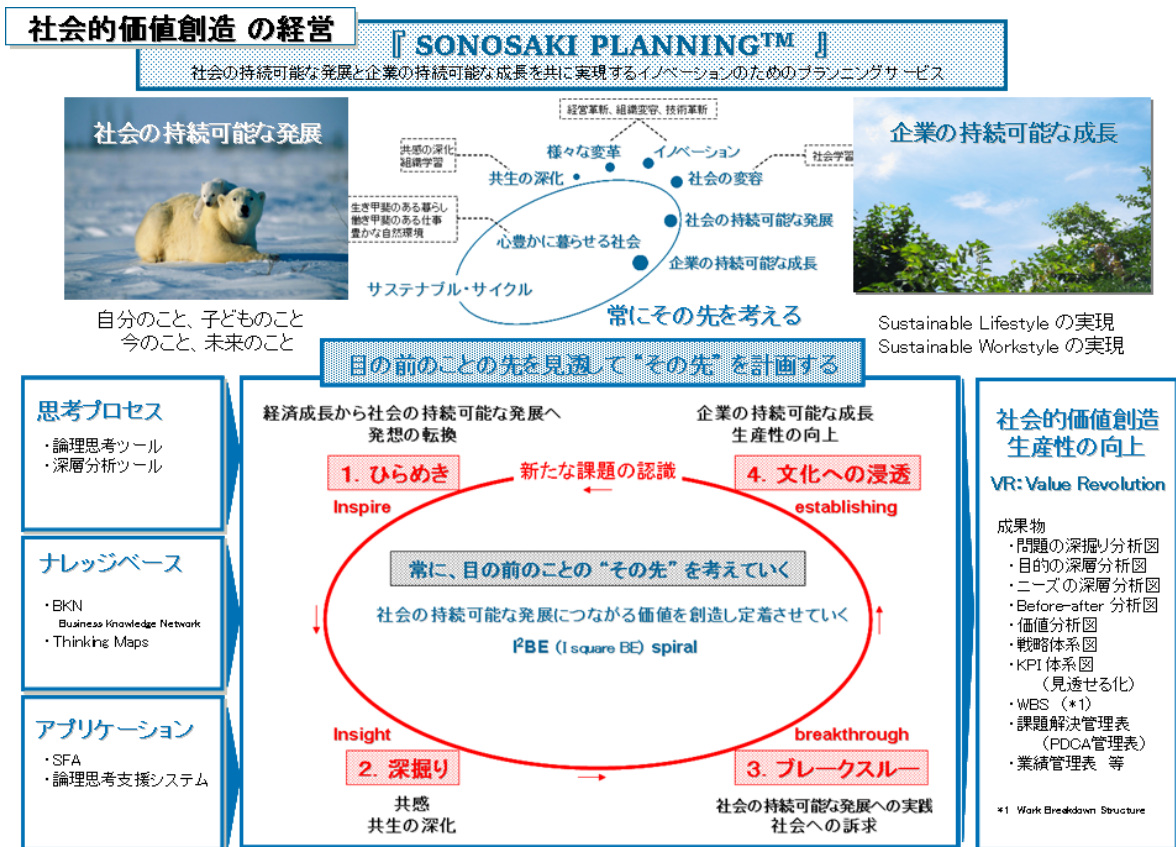 社会的価値創造 の経営
『 SONOSAKI PLANNING™ 』
社会の持続可能な発展と企業の持続可能な成長を共に実現するイノベーションのためのプランニングサービス
社会の持続可能な発展
自分のこと、子どものこと
今のこと、未来のこと
経営革新、組織変容、技術革新
共感の深化
組織学習
様々な変革
イノベーション
社会学習
共生の深化
社会の変容
生き甲斐のある暮らし
働き甲斐のある仕事
豊かな自然環境
心豊かに暮らせる社会
社会の持続可能な発展
企業の持続可能な成長
サステナブル・サイクル
常にその先を考える
企業の持続可能な成長
Sustainable Lifestyle の実現
Sustainable Workstyle の実現
目の前のことの先を見透して“その先”を計画する
思考プロセス
・論理思考ツール
・深層分析ツール
ナレッジベース
・BKN
Business Knowledge Network
・Thinking Maps
アプリケーション
・SFA
・論理思考支援システム
経済成長から社会の持続可能な発展へ
発想の転換
1. ひらめき
Inspire
新たな課題の認識
企業の持続可能な成長
生産性の向上
4. 文化への浸透
establishing
常に、目の前のことの“その先”を考えていく
社会の持続可能な発展につながる価値を創造し定着させていく
I²BE (I square BE) spiral
Insight
2. 深掘り
共感
共生の深化
breakthrough
3. ブレークスルー
社会の持続可能な発展への実践
社会への訴求
社会的価値創造
生産性の向上
VR: Value Revolution
成果物
・問題の深掘り分析図
・目的の深層分析図
・ニーズの深層分析図
・Before-after 分析図
・価値分析図
・戦略体系図
・KPI 体系図
（見透せる化）
・WBS （*1）
・課題解決管理表
（PDCA管理表）
・業績管理表 等
*1 Work Breakdown Structure